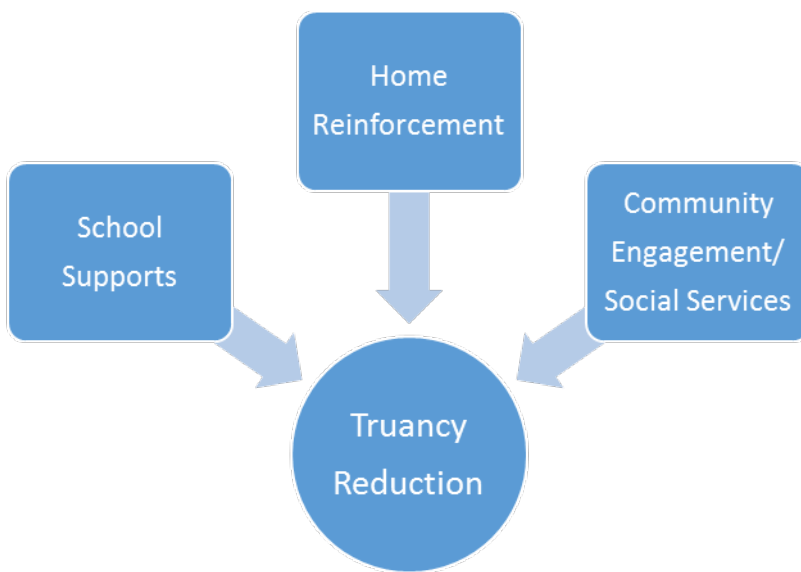 Home
Reinforcement
School
Supports
Community
Engagement/
Social Services
Truancy
Reduction